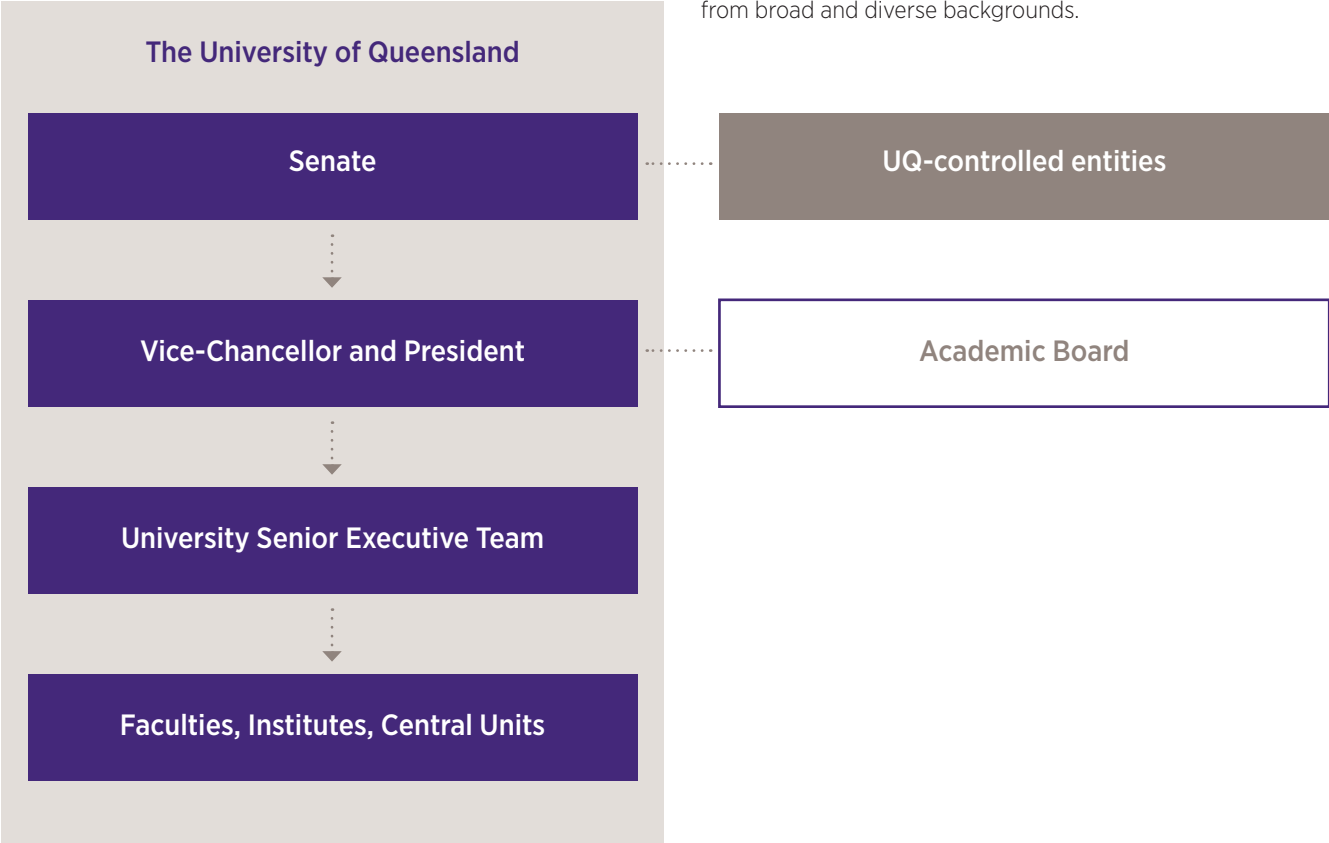 from broad and diverse backgrounds.
The University of Queensland
Senate
UQ-controlled entities
Vice-Chancellor and President
Academic Board
University Senior Executive Team
Faculties, Institutes, Central Units